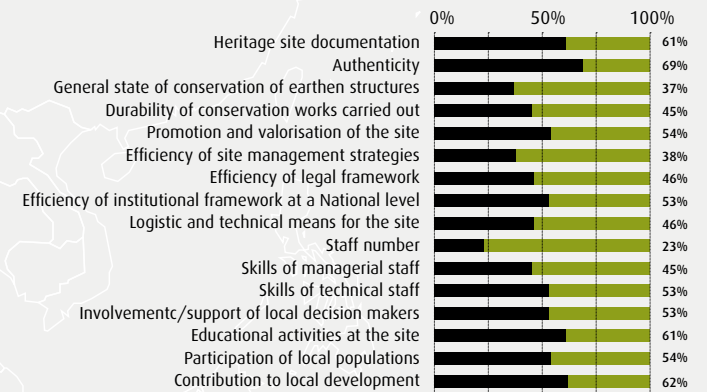 0% 50% 100%
Heritage site documentation 61%
Authenticity 69%
General state of conservation of earthen structures 37%
Durability of conservation works carried out 45%
Promotion and valorisation of the site 54%
Efficiency of site management strategies 38%
Efficiency of legal framework 46%
Efficiency of institutional framework at a National level 53%
Logistic and technical means for the site 46%
Staff number 23%
Skills of managerial staff 45%
Skills of technical staff 53%
Involvementc/support of local decision makers 53%
Educational activities at the site 61%
Participation of local populations 54%
Contribution to local development 62%